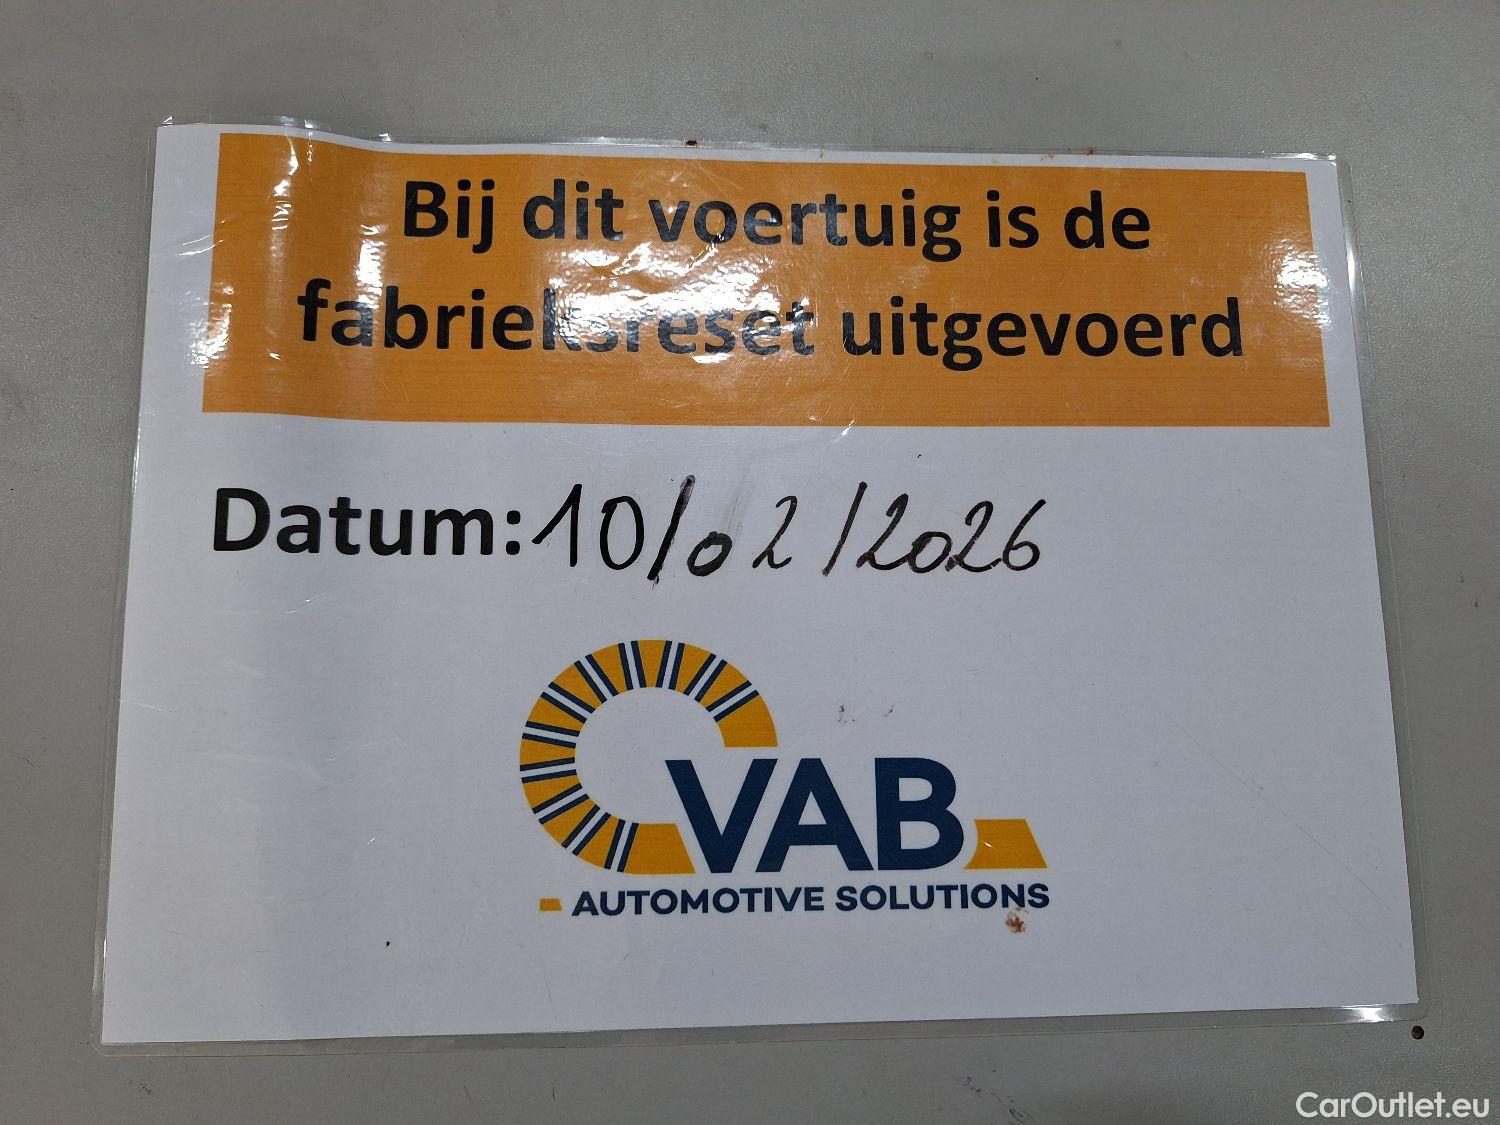 Bij dit voertuig is de
fabrieksreset uitgevoerd
Datum: 10/02/2026
VAB
AUTOMOTIVE SOLUTIONS
CarOutlet.eu